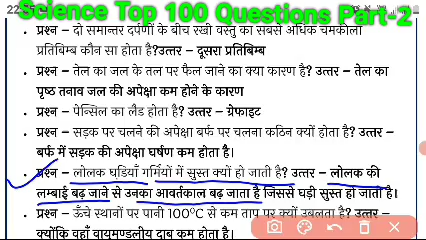 Science Top 100 Questions Part-2
प्रश्न – दो समान्तर दर्पणों के बीच रखी वस्तु का सबसे अधिक चमकीला
प्रतिबिम्ब कौन सा होता है?उत्तर – दूसरा प्रतिबिम्ब
प्रश्न – तेल का जल के तल पर फैल जाने का क्या कारण है? उत्तर – तेल का
पृष्ठ तनाव जल की अपेक्षा कम होने के कारण
प्रश्न – पेन्सिल का लैड होता है? उत्तर – ग्रेफाइट
प्रश्न – सड़क पर चलने की अपेक्षा बर्फ पर चलना कठिन क्यों होता है? उत्तर –
बर्फ में सड़क की अपेक्षा घर्षण कम होता है।
प्रश्न – लोलक घडियाँ गर्मियों में सुस्त क्यों हो जाती है? उत्तर – लोलक की
लम्बाई बढ़ जाने से उनका आवर्तकाल बढ़ जाता है जिससे घड़ी सुस्त हो जाती है।
प्रश्न – ऊँचे स्थानों पर पानी 100⁰C से कम ताप पर क्यों उबलता है? उत्तर –
क्योंकि वहाँ वायुमण्डलीय दाब कम होता है।